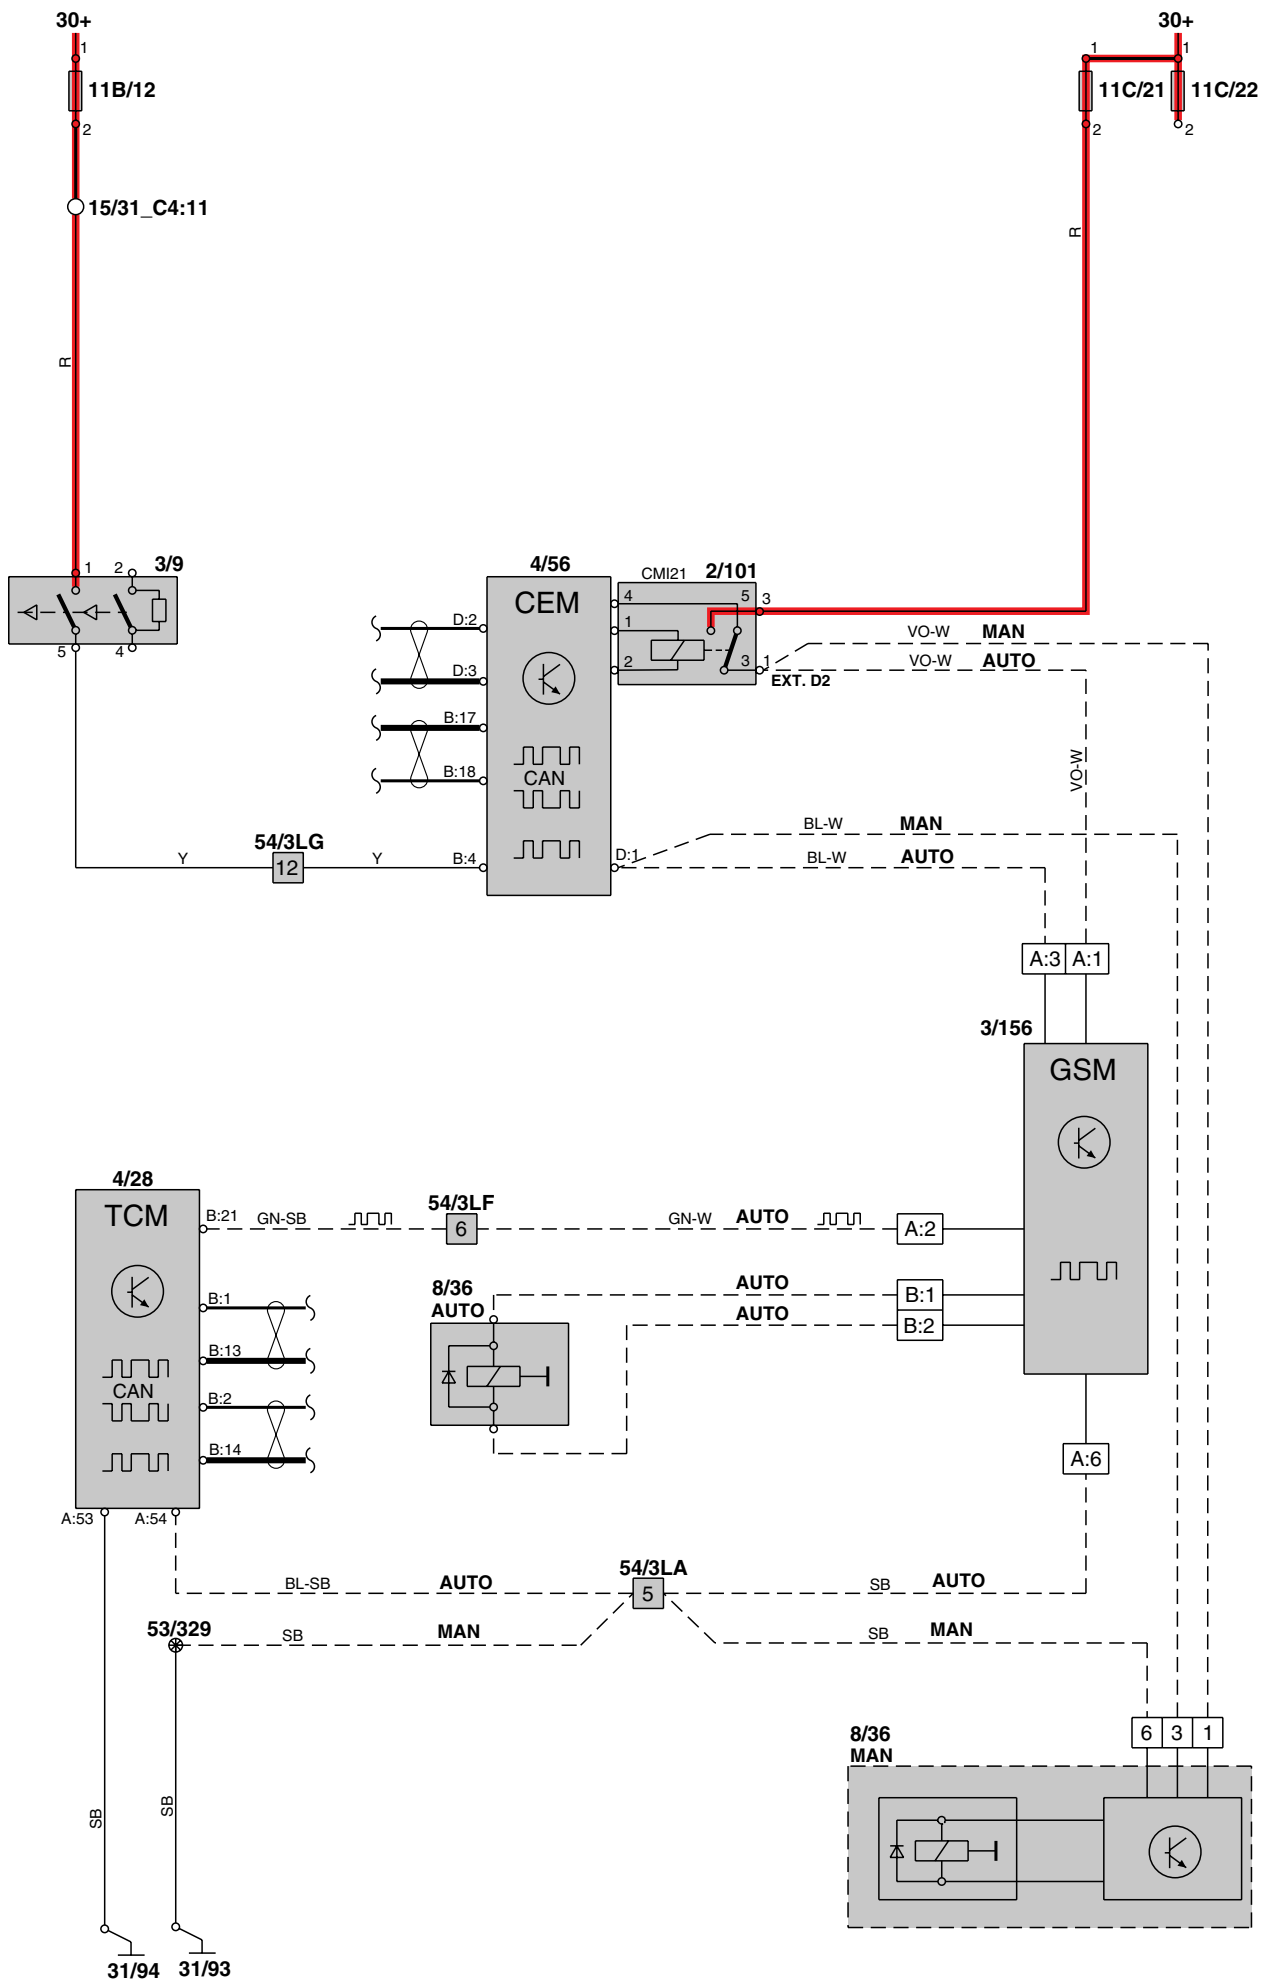 30+
30+
1
1
1
11B/12
11C/21
11C/22
2
2
2
15/31_C4:11
R
R
1
2
3/9
5
4
4/56
CEM
CMI21
2/101
4
5
3
1
2
3
1
EXT. D2
D:2
D:3
B:17
B:18
CAN
VO-W
MAN
VO-W
AUTO
VO-W
BL-W
MAN
BL-W
AUTO
54/3LG
Y
12
Y
B:4
D:1
A:3
A:1
3/156
GSM
4/28
TCM
B:21
GN-SB
54/3LF
6
GN-W
AUTO
A:2
B:1
B:13
CAN
B:2
B:14
8/36
AUTO
AUTO
B:1
AUTO
B:2
A:6
A:53
A:54
BL-SB
AUTO
54/3LA
5
SB
AUTO
53/329
SB
MAN
SB
MAN
SB
SB
8/36
MAN
6
3
1
31/94
31/93